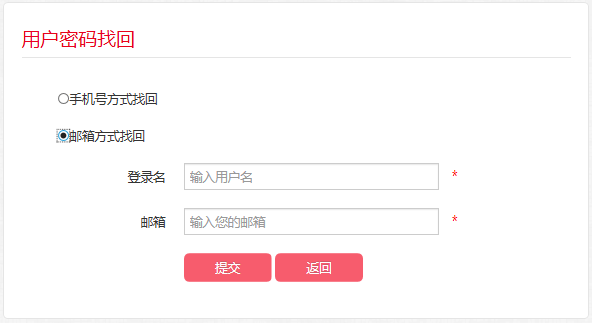 用户密码找回
手机号方式找回
邮箱方式找回
登录名 输入用户名 *
邮箱 输入您的邮箱 *
提交 返回